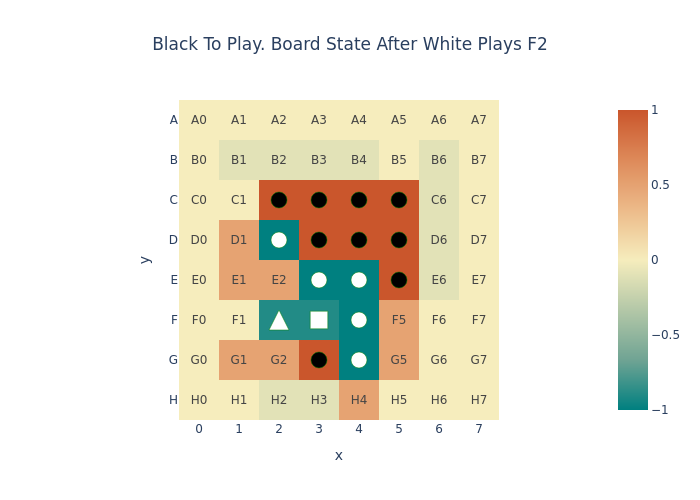 Black To Play. Board State After White Plays F2
A A0 A1 A2 A3 A4 A5 A6 A7
B B0 B1 B2 B3 B4 B5 B6 B7
C C0 C1 C6 C7
D D0 D1 D6 D7
E E0 E1 E2 E6 E7
F F0 F1 F5 F6 F7
G G0 G1 G2 G5 G6 G7
H H0 H1 H2 H3 H4 H5 H6 H7
0 1 2 3 4 5 6 7
x
y
1
0.5
0
−0.5
−1